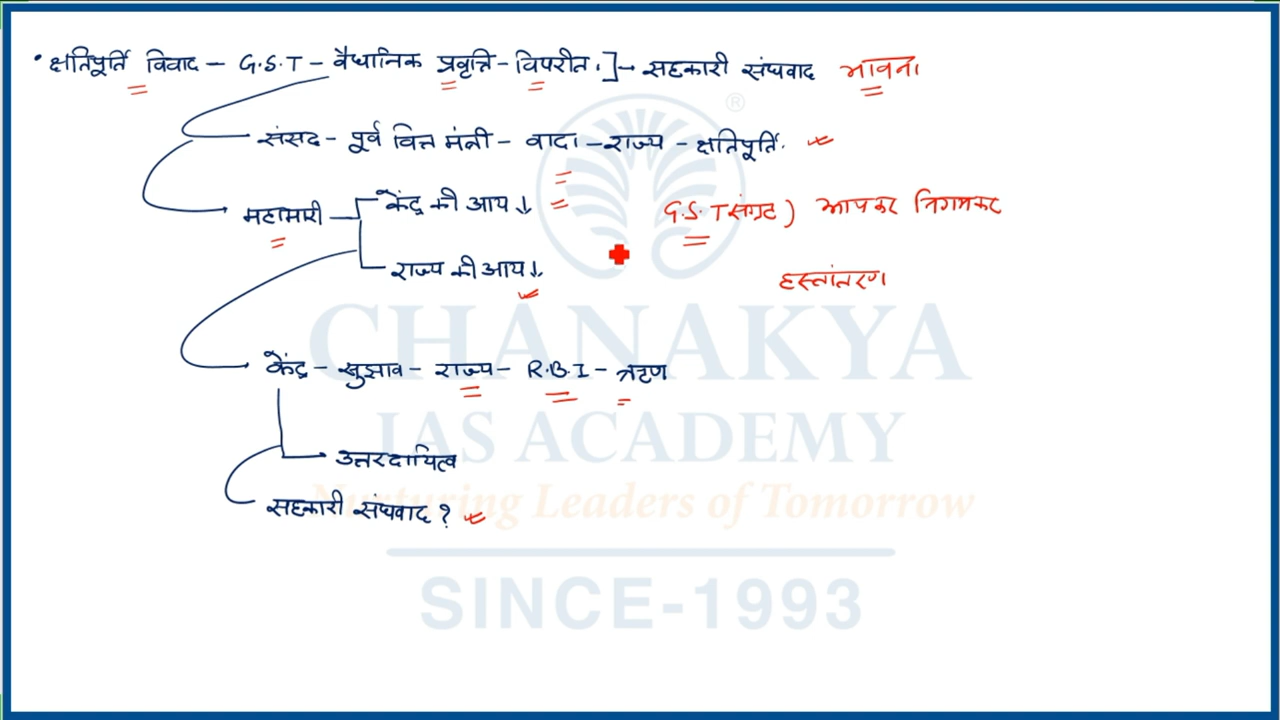 • क्षतिपूर्ति विवाद – G.S.T – वैधानिक प्रवृत्ति – विपरीत. ]→ सहकारी संघवाद भावना
®
संसद – पूर्व वित्त मंत्री – वादा – राज्य – क्षतिपूर्ति.
महामारी केंद्र की आय ↓ G.S.T संग्रह) आयकर निगमकर
राज्य की आय ↓ हस्तांतरण
CHANAKYA
केंद्र – सुझाव – राज्य – R.B.I – ऋण
IAS ACADEMY
उत्तरदायित्व
Nurturing Leaders of Tomorrow
सहकारी संघवाद ?
SINCE-1993